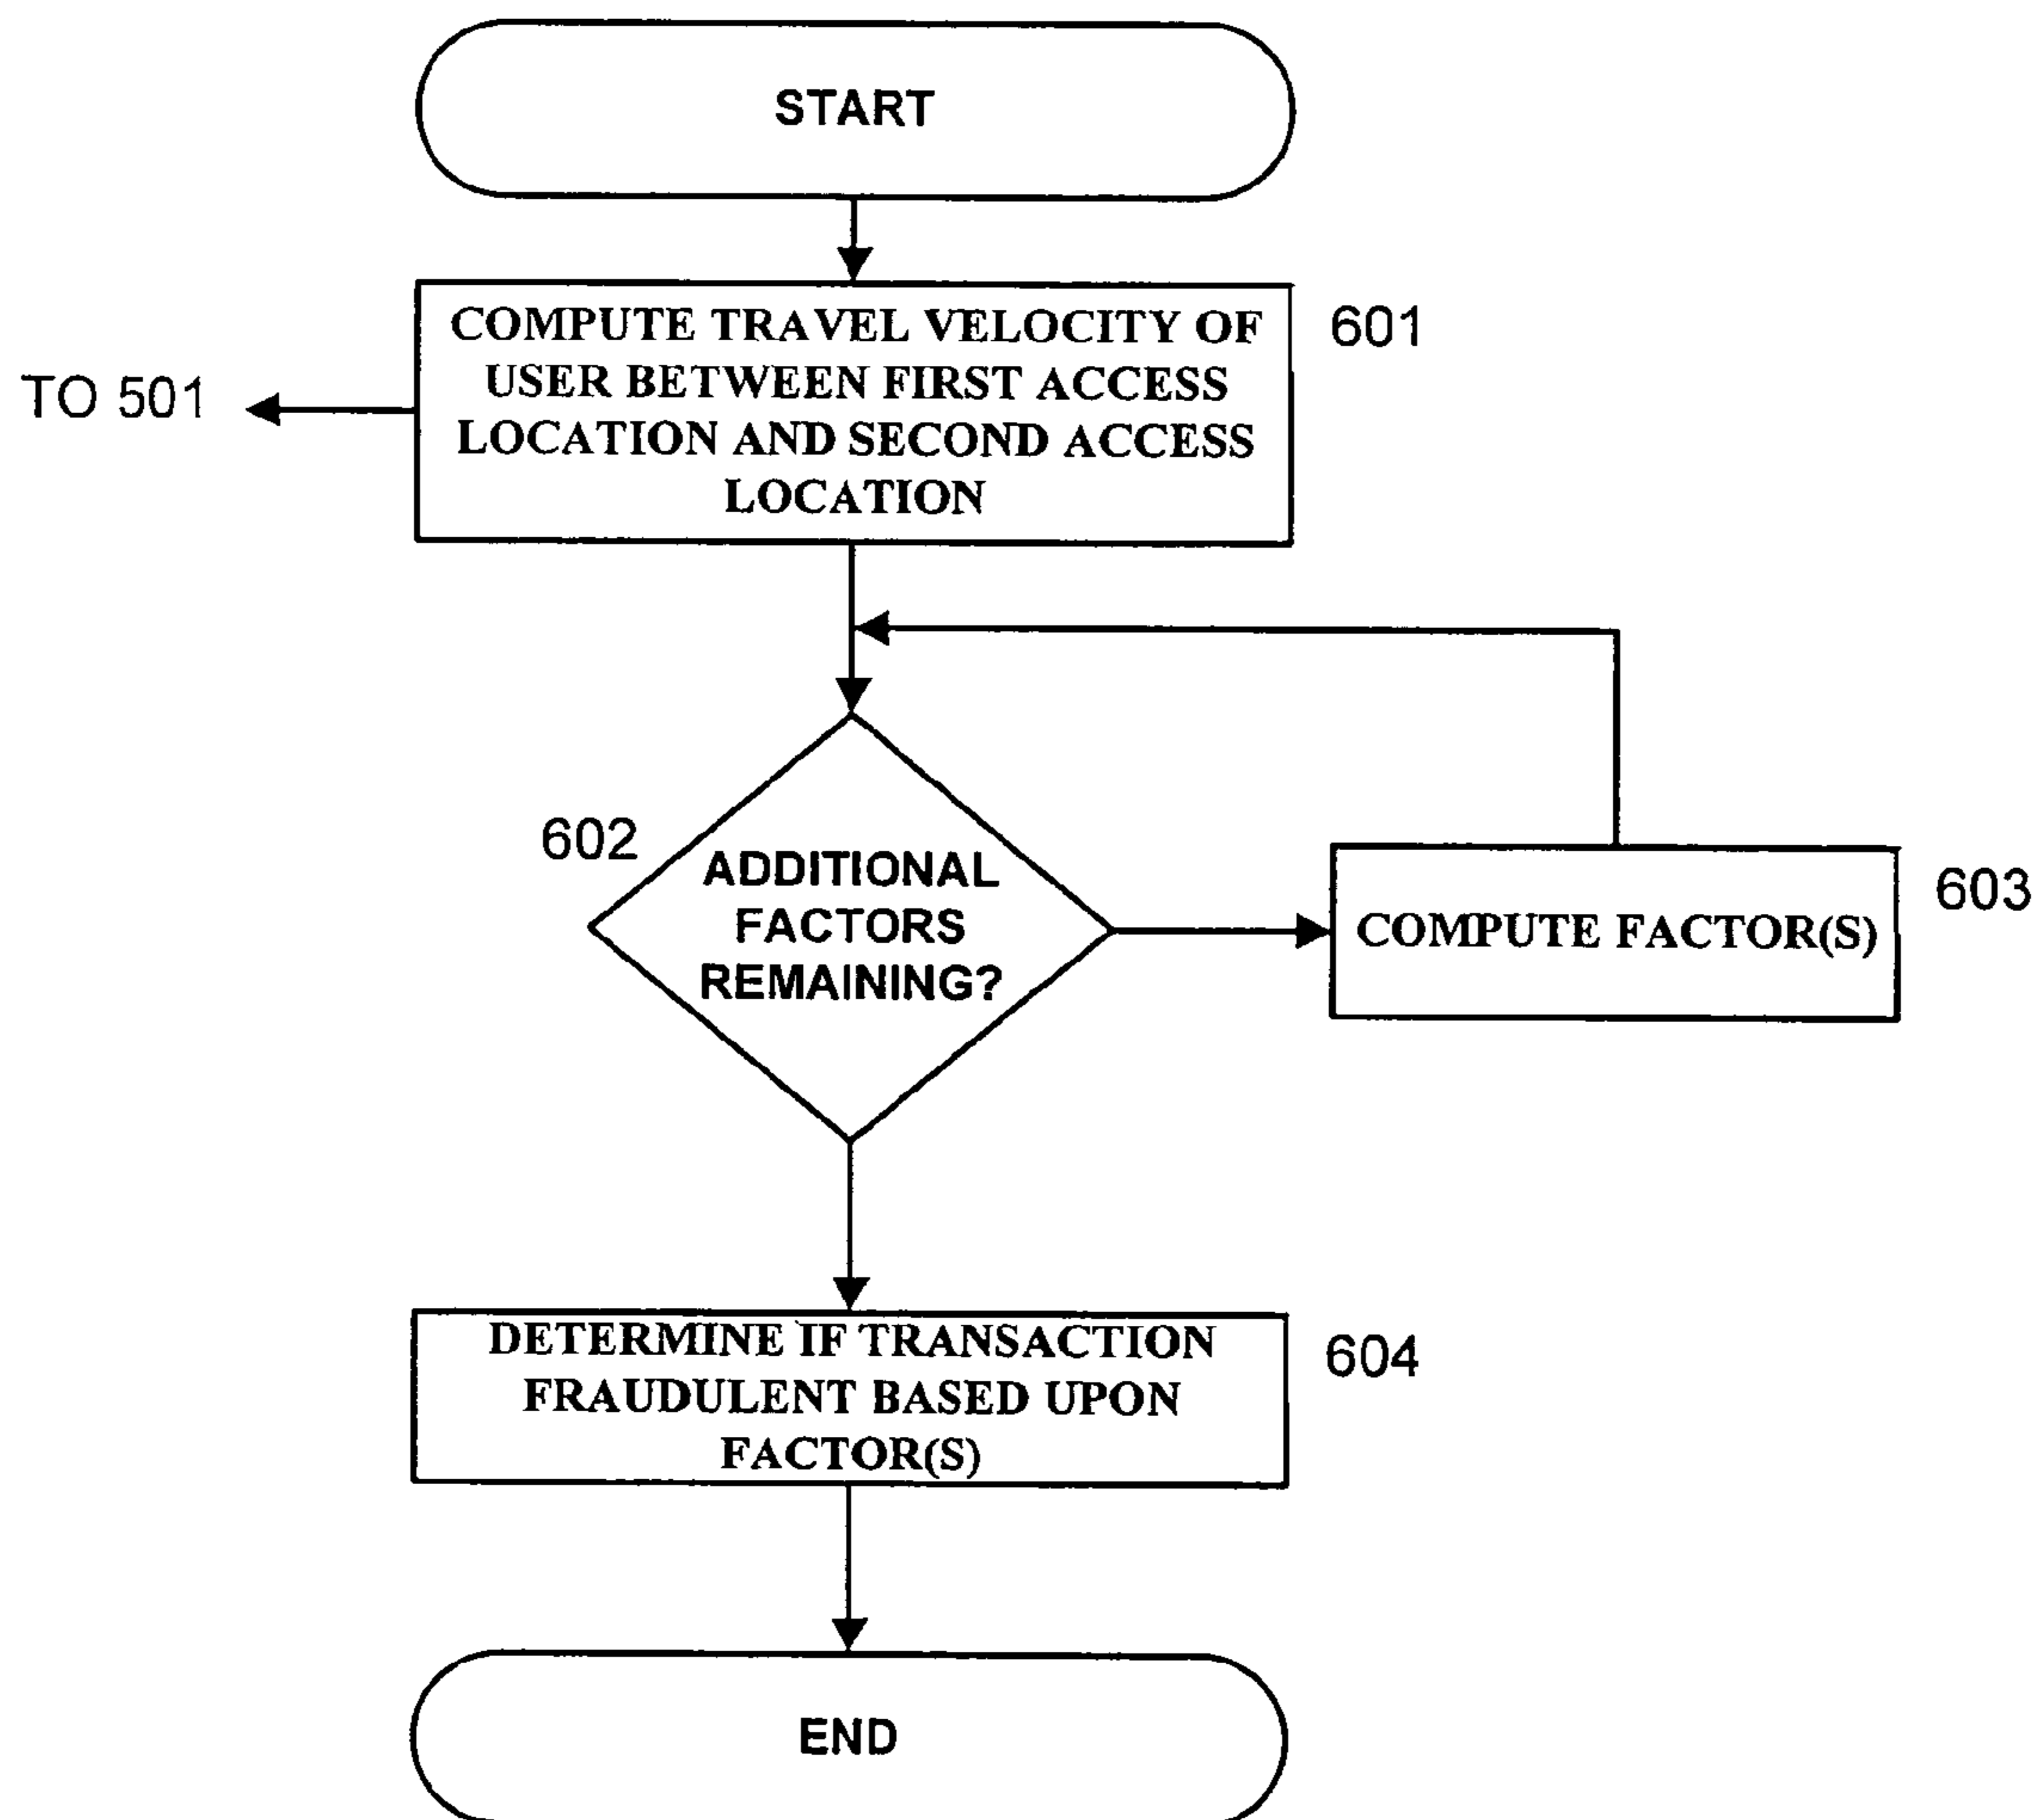 START
COMPUTE TRAVEL VELOCITY OF
USER BETWEEN FIRST ACCESS
LOCATION AND SECOND ACCESS
LOCATION
601
TO 501
602
ADDITIONAL
FACTORS
REMAINING?
COMPUTE FACTOR(S)
603
DETERMINE IF TRANSACTION
FRAUDULENT BASED UPON
FACTOR(S)
604
END